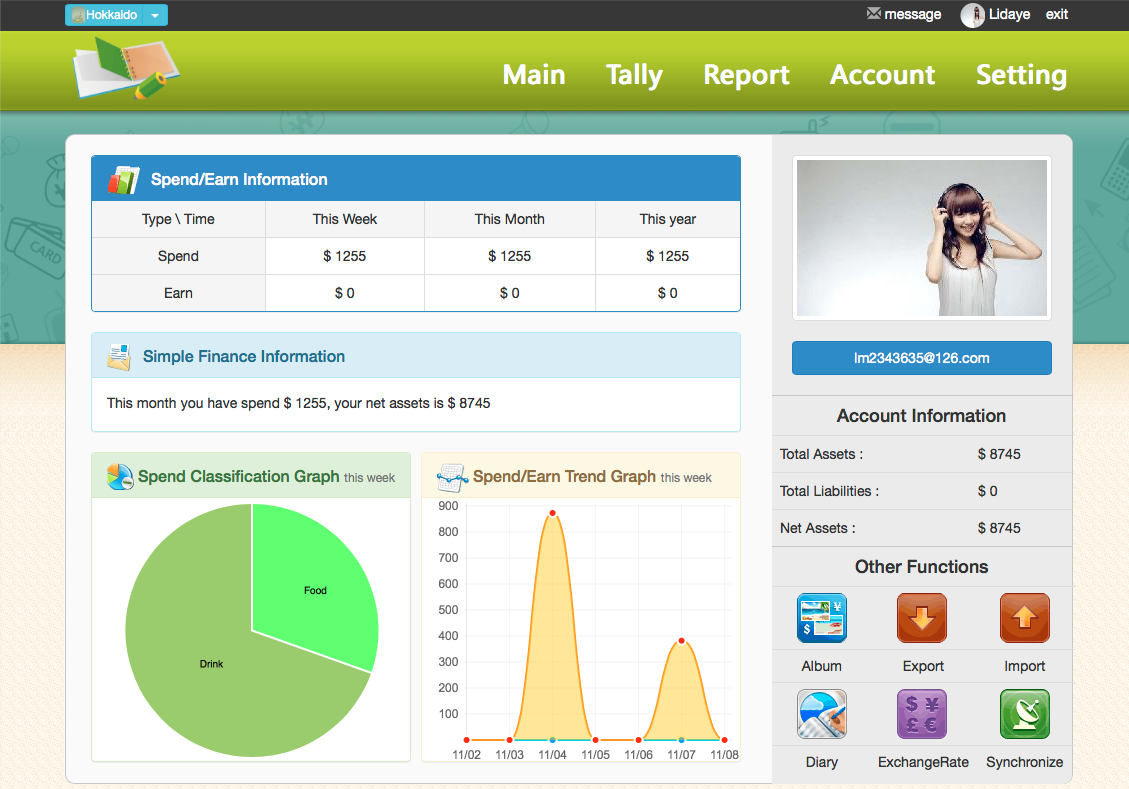 Hokkaido
message Lidaye exit
Main Tally Report Account Setting
CARD
Spend/Earn Information
Type \ Time This Week This Month This year
Spend $ 1255 $ 1255 $ 1255
Earn $ 0 $ 0 $ 0
Simple Finance Information
This month you have spend $ 1255, your net assets is $ 8745
Spend Classification Graph this week
Food
Drink
Spend/Earn Trend Graph this week
900
800
700
600
500
400
300
200
100
11/02 11/03 11/04 11/05 11/06 11/07 11/08
lm2343635@126.com
Account Information
Total Assets : $ 8745
Total Liabilities : $ 0
Net Assets : $ 8745
Other Functions
¥
$
Album Export Import
$ ¥
£ €
Diary ExchangeRate Synchronize